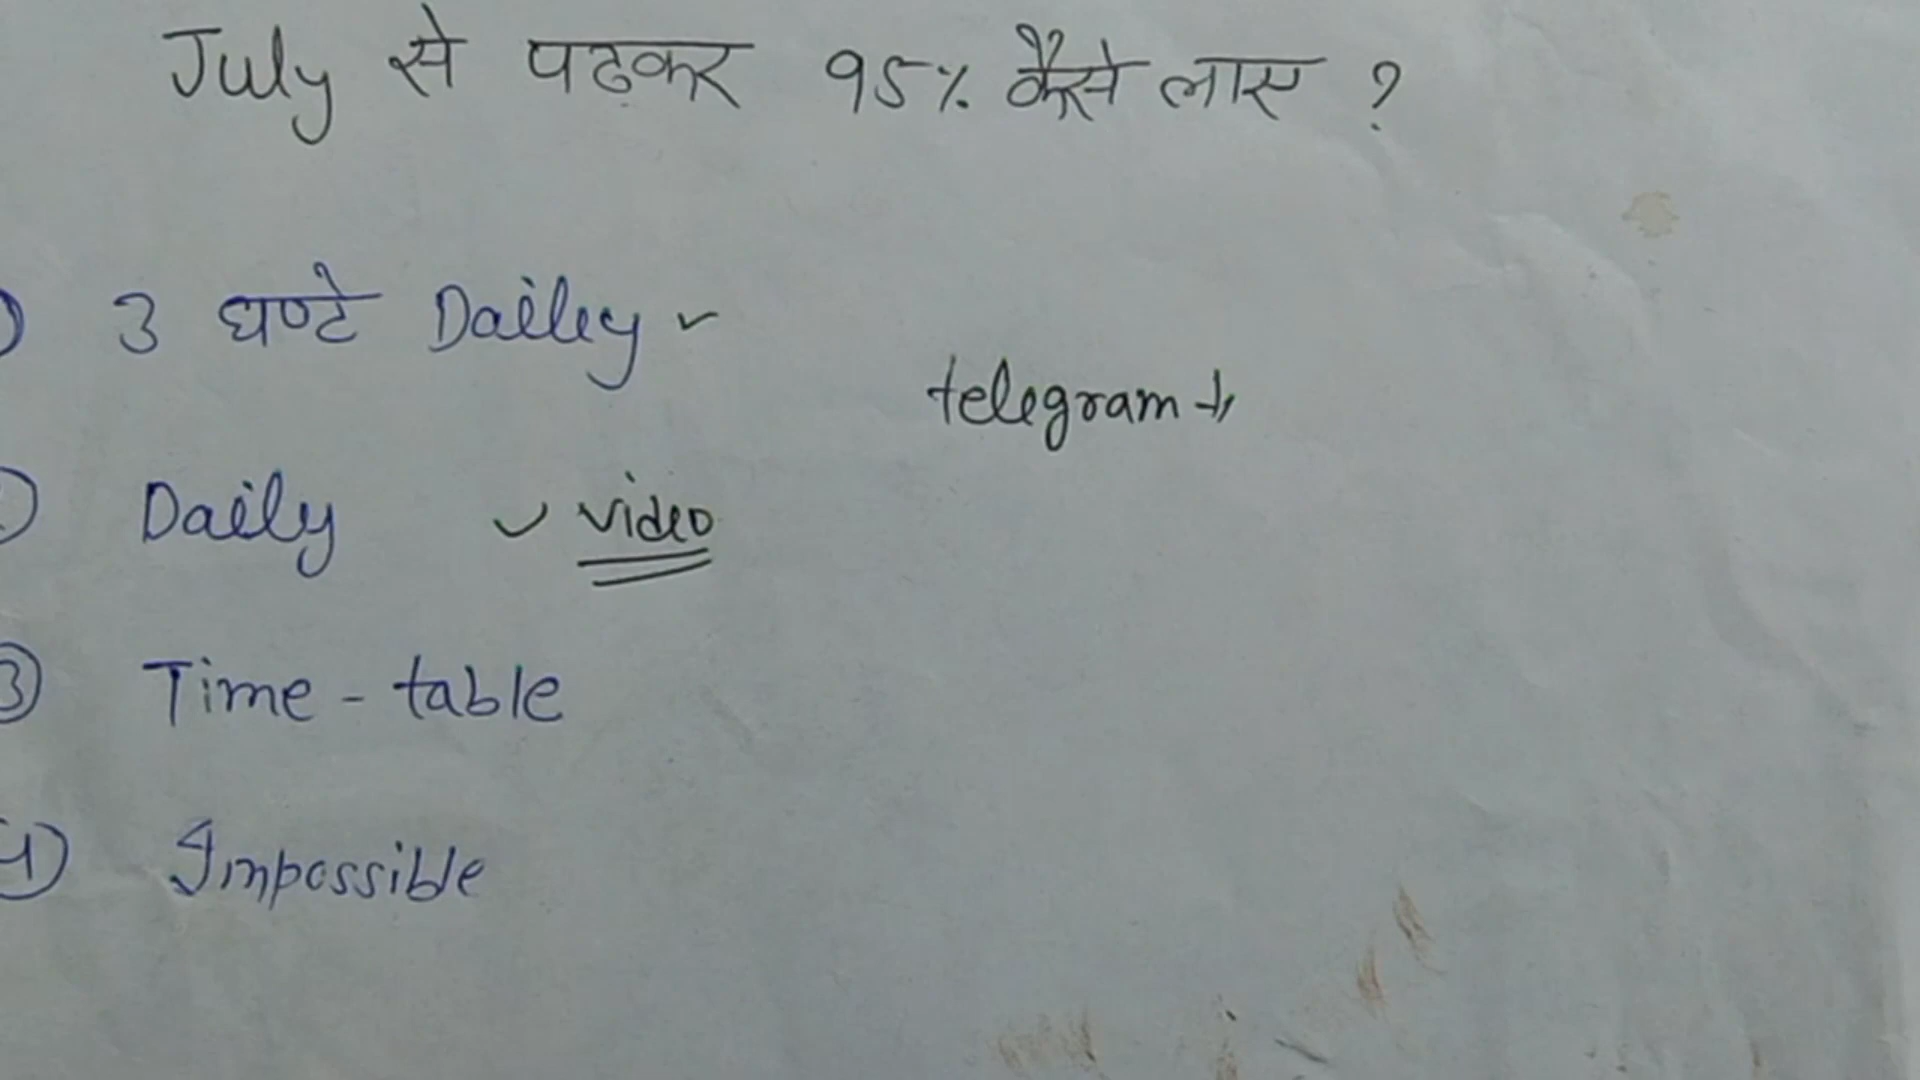 July से पढ़कर 95% कैसे लाए ?
3 घण्टे Dailey ✓
telegram →
Daily ✓ video
③ Time - table
④ Impossible